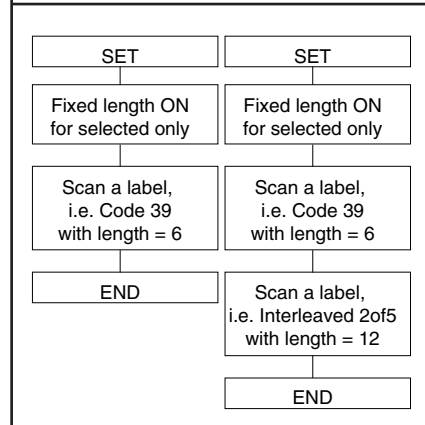 SET
Fixed length ON
for selected only
Scan a label,
i.e. Code 39
with length = 6
END
SET
Fixed length ON
for selected only
Scan a label,
i.e. Code 39
with length = 6
Scan a label,
i.e. Interleaved 2of5
with length = 12
END